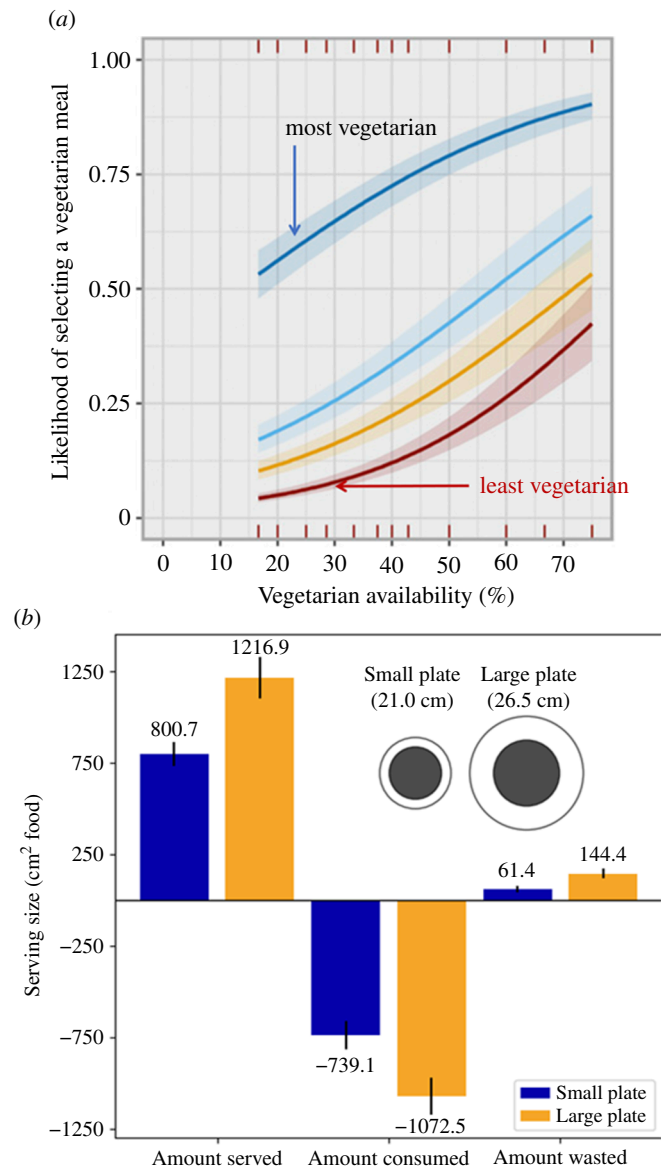 (a)
1.00
0.75
0.50
0.25
0
Likelihood of selecting a vegetarian meal
most vegetarian
least vegetarian
0 10 20 30 40 50 60 70
Vegetarian availability (%)
(b)
1250
750
250
−250
−750
−1250
Serving size (cm² food)
800.7
1216.9
Small plate
(21.0 cm)
Large plate
(26.5 cm)
61.4
144.4
−739.1
−1072.5
Small plate
Large plate
Amount served Amount consumed Amount wasted